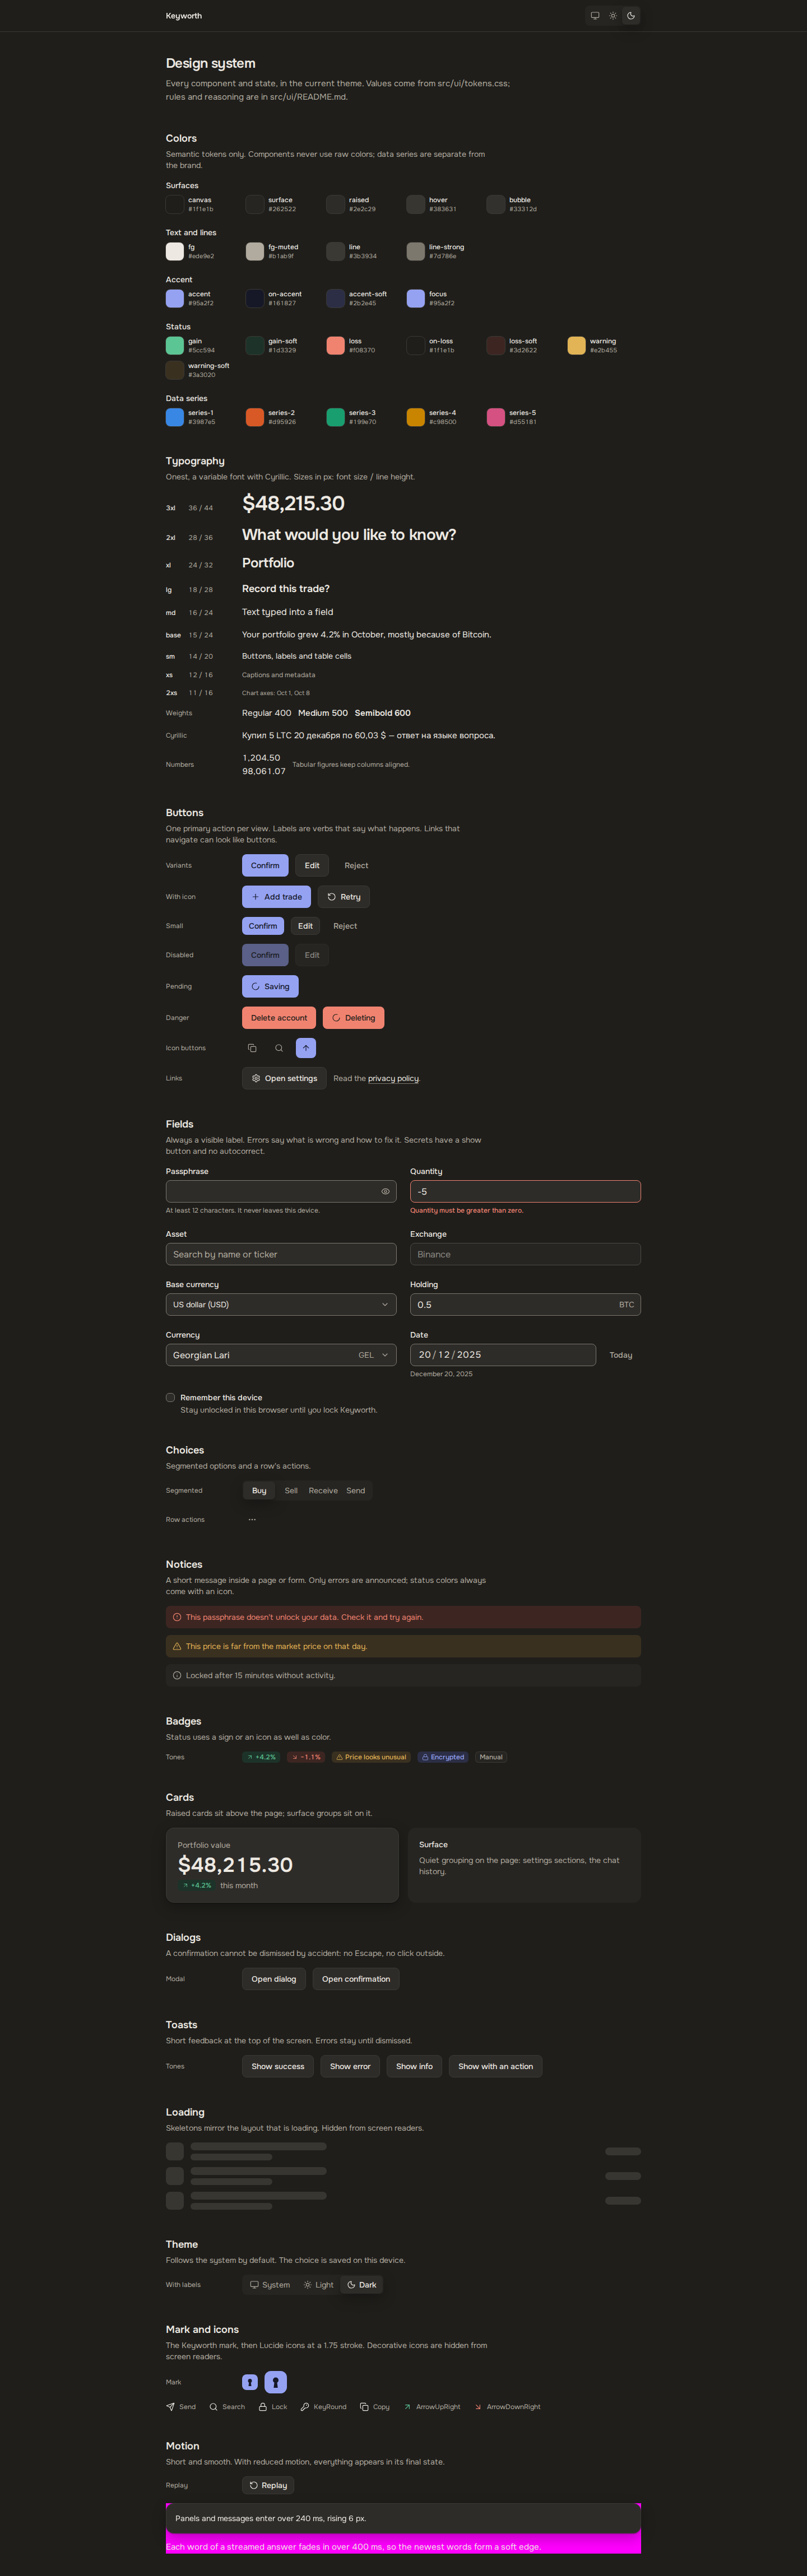 Keyworth
Design system
Every component and state, in the current theme. Values come from src/ui/tokens.css;
rules and reasoning are in src/ui/README.md.
Colors
Semantic tokens only. Components never use raw colors; data series are separate from
the brand.
Surfaces
canvas
#1f1e1b
surface
#262522
raised
#2e2c29
hover
#383631
bubble
#33312d
Text and lines
fg
#ede9e2
fg-muted
#b1ab9f
line
#3b3934
line-strong
#7d786e
Accent
accent
#95a2f2
on-accent
#161827
accent-soft
#2b2e45
focus
#95a2f2
Status
gain
#5cc594
gain-soft
#1d3329
loss
#f08370
on-loss
#1f1e1b
loss-soft
#3d2622
warning
#e2b455
warning-soft
#3a3020
Data series
series-1
#3987e5
series-2
#d95926
series-3
#199e70
series-4
#c98500
series-5
#d55181
Typography
Onest, a variable font with Cyrillic. Sizes in px: font size / line height.
3xl 36 / 44 $48,215.30
2xl 28 / 36 What would you like to know?
xl 24 / 32 Portfolio
lg 18 / 28 Record this trade?
md 16 / 24 Text typed into a field
base 15 / 24 Your portfolio grew 4.2% in October, mostly because of Bitcoin.
sm 14 / 20 Buttons, labels and table cells
xs 12 / 16 Captions and metadata
2xs 11 / 16 Chart axes: Oct 1, Oct 8
Weights Regular 400 Medium 500 Semibold 600
Cyrillic Купил 5 LTC 20 декабря по 60,03 $ — ответ на языке вопроса.
Numbers
1,204.50
98,061.07
Tabular figures keep columns aligned.
Buttons
One primary action per view. Labels are verbs that say what happens. Links that
navigate can look like buttons.
Variants Confirm Edit Reject
With icon Add trade Retry
Small Confirm Edit Reject
Disabled Confirm Edit
Pending Saving
Danger Delete account Deleting
Icon buttons
Links Open settings Read the privacy policy.
Fields
Always a visible label. Errors say what is wrong and how to fix it. Secrets have a show
button and no autocorrect.
Passphrase
At least 12 characters. It never leaves this device.
Quantity
-5
Quantity must be greater than zero.
Asset
Search by name or ticker
Exchange
Binance
Base currency
US dollar (USD)
Holding
0.5 BTC
Currency
Georgian Lari GEL
Date
20 / 12 / 2025 Today
December 20, 2025
Remember this device
Stay unlocked in this browser until you lock Keyworth.
Choices
Segmented options and a row's actions.
Segmented Buy Sell Receive Send
Row actions
Notices
A short message inside a page or form. Only errors are announced; status colors always
come with an icon.
This passphrase doesn't unlock your data. Check it and try again.
This price is far from the market price on that day.
Locked after 15 minutes without activity.
Badges
Status uses a sign or an icon as well as color.
Tones +4.2% −1.1% Price looks unusual Encrypted Manual
Cards
Raised cards sit above the page; surface groups sit on it.
Portfolio value
$48,215.30
+4.2% this month
Surface
Quiet grouping on the page: settings sections, the chat
history.
Dialogs
A confirmation cannot be dismissed by accident: no Escape, no click outside.
Modal Open dialog Open confirmation
Toasts
Short feedback at the top of the screen. Errors stay until dismissed.
Tones Show success Show error Show info Show with an action
Loading
Skeletons mirror the layout that is loading. Hidden from screen readers.
Theme
Follows the system by default. The choice is saved on this device.
With labels System Light Dark
Mark and icons
The Keyworth mark, then Lucide icons at a 1.75 stroke. Decorative icons are hidden from
screen readers.
Mark
Send Search Lock KeyRound Copy ArrowUpRight ArrowDownRight
Motion
Short and smooth. With reduced motion, everything appears in its final state.
Replay Replay
Panels and messages enter over 240 ms, rising 6 px.
Each word of a streamed answer fades in over 400 ms, so the newest words form a soft edge.